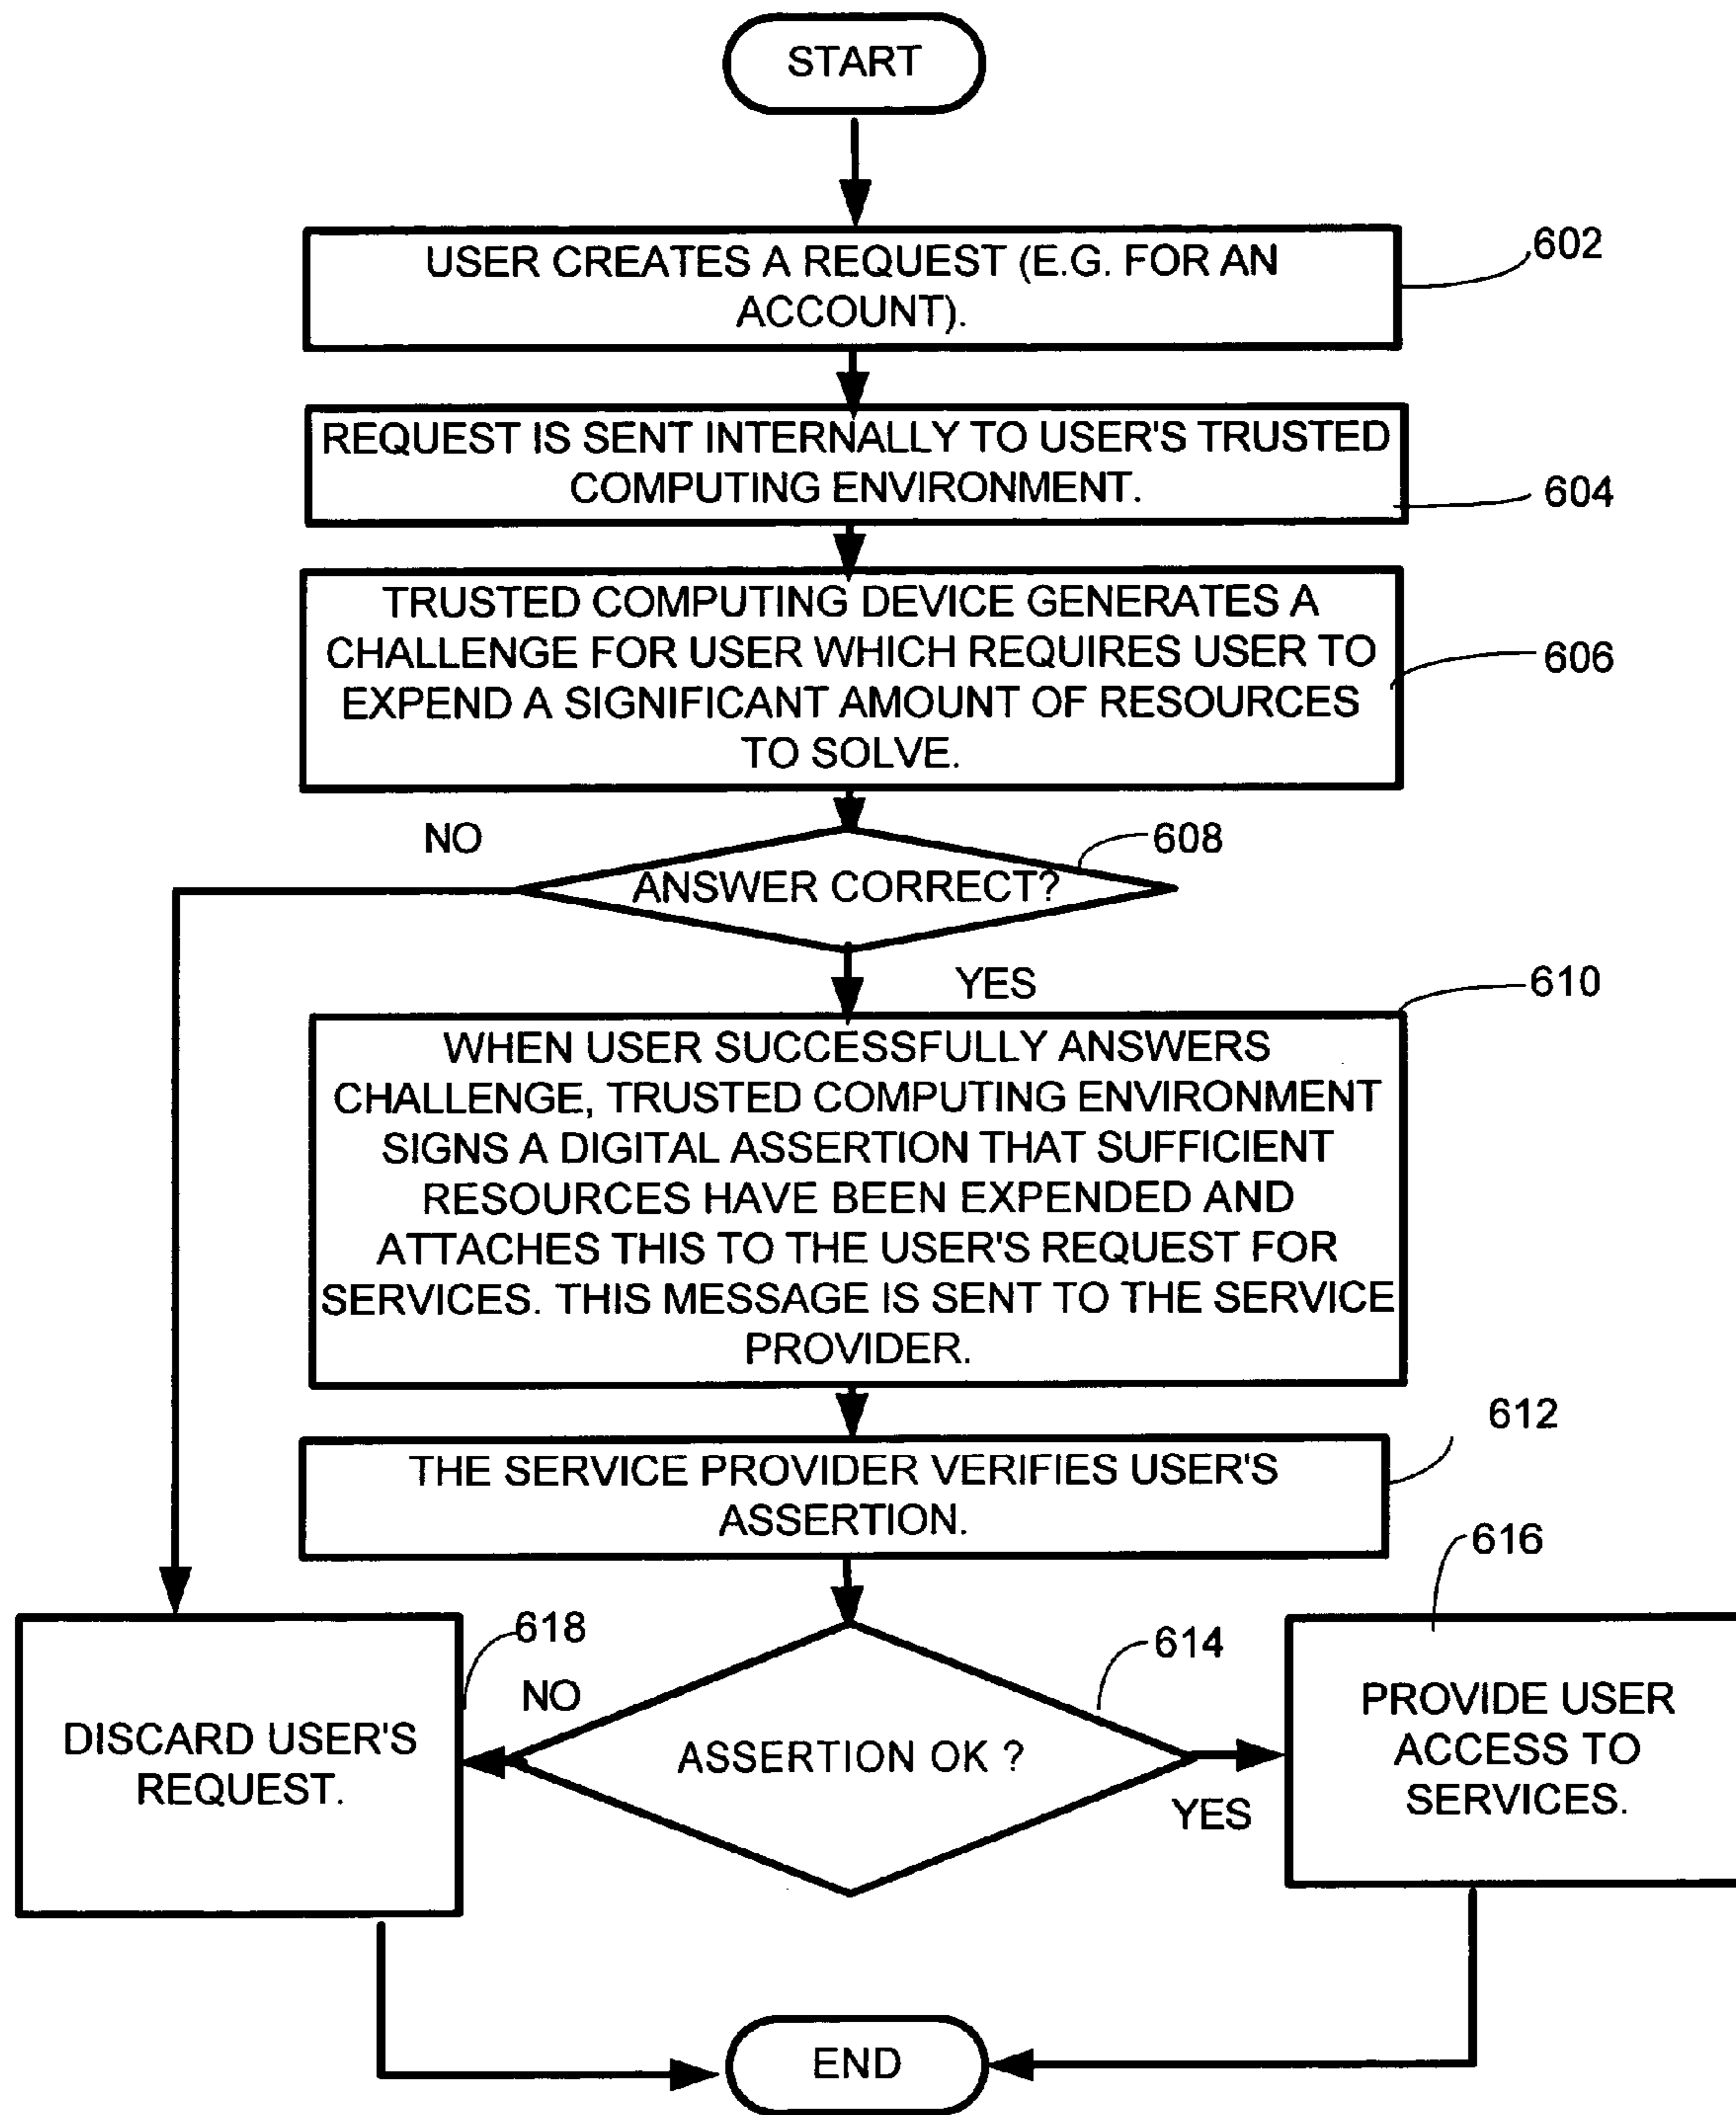 START
USER CREATES A REQUEST (E.G. FOR AN
ACCOUNT).
602
REQUEST IS SENT INTERNALLY TO USER'S TRUSTED
COMPUTING ENVIRONMENT.
604
TRUSTED COMPUTING DEVICE GENERATES A
CHALLENGE FOR USER WHICH REQUIRES USER TO
EXPEND A SIGNIFICANT AMOUNT OF RESOURCES
TO SOLVE.
606
NO
608
ANSWER CORRECT?
YES
610
WHEN USER SUCCESSFULLY ANSWERS
CHALLENGE, TRUSTED COMPUTING ENVIRONMENT
SIGNS A DIGITAL ASSERTION THAT SUFFICIENT
RESOURCES HAVE BEEN EXPENDED AND
ATTACHES THIS TO THE USER'S REQUEST FOR
SERVICES. THIS MESSAGE IS SENT TO THE SERVICE
PROVIDER.
612
THE SERVICE PROVIDER VERIFIES USER'S
ASSERTION.
616
618
614
NO
DISCARD USER'S
REQUEST.
ASSERTION OK ?
YES
PROVIDE USER
ACCESS TO
SERVICES.
END